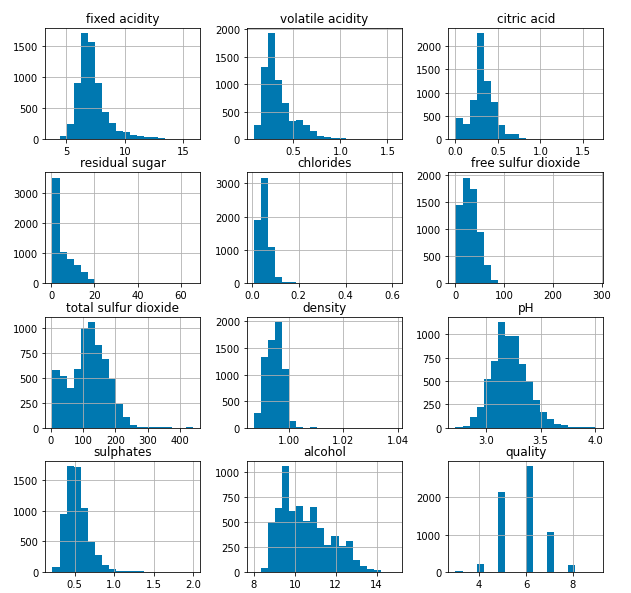 fixed acidity
1500
1000
500
0
5 10 15
volatile acidity
2000
1500
1000
500
0
0.5 1.0 1.5
citric acid
2000
1500
1000
500
0
0.0 0.5 1.0 1.5
residual sugar
3000
2000
1000
0
0 20 40 60
chlorides
3000
2000
1000
0
0.0 0.2 0.4 0.6
free sulfur dioxide
2000
1500
1000
500
0
0 100 200 300
total sulfur dioxide
1000
750
500
250
0
0 100 200 300 400
density
2000
1500
1000
500
0
1.00 1.02 1.04
pH
1000
750
500
250
0
3.0 3.5 4.0
sulphates
1500
1000
500
0
0.5 1.0 1.5 2.0
alcohol
1000
750
500
250
0
8 10 12 14
quality
2000
1000
0
4 6 8